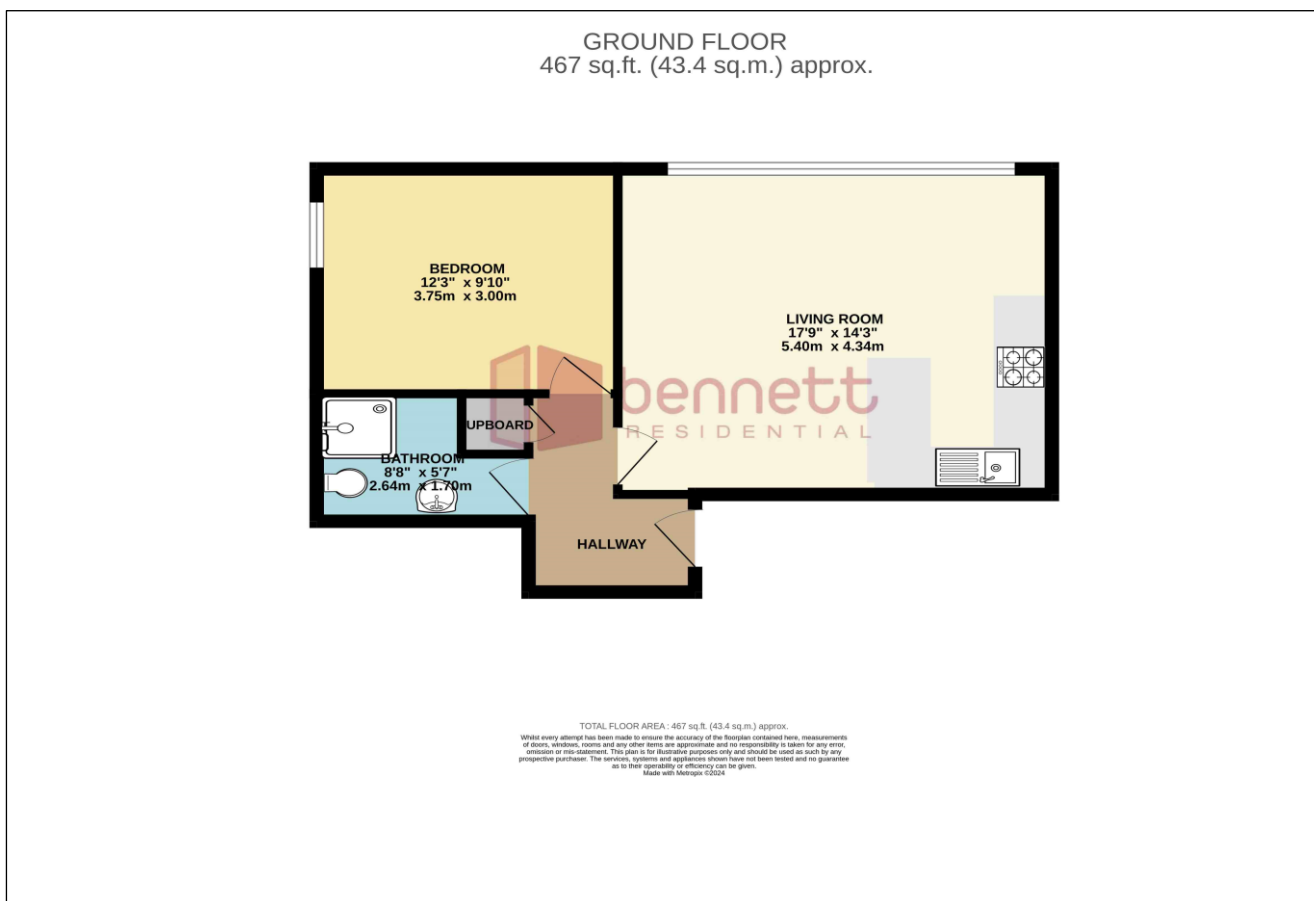 GROUND FLOOR
467 sq.ft. (43.4 sq.m.) approx.
BEDROOM
12'3" x 9'10"
3.75m x 3.00m
LIVING ROOM
17'9" x 14'3"
5.40m x 4.34m
bennett
RESIDENTIAL
UPBOARD
BATHROOM
8'8" x 5'7"
2.64m x 1.70m
HALLWAY
TOTAL FLOOR AREA : 467 sq.ft. (43.4 sq.m.) approx.
Whilst every attempt has been made to ensure the accuracy of the floorplan contained here, measurements
of doors, windows, rooms and any other items are approximate and no responsibility is taken for any error,
omission or mis-statement. This plan is for illustrative purposes only and should be used as such by any
prospective purchaser. The services, systems and appliances shown have not been tested and no guarantee
as to their operability or efficiency can be given.
Made with Metropix ©2024